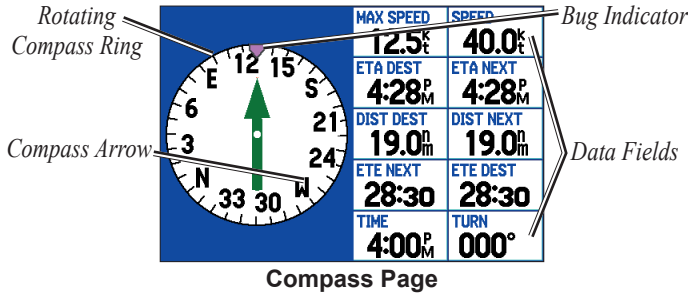 Rotating
Compass Ring
Bug Indicator
MAX SPEED
12.5kt
SPEED
40.0kt
ETA DEST
4:28PM
ETA NEXT
4:28PM
DIST DEST
19.0nm
DIST NEXT
19.0nm
ETE NEXT
28:30
ETE DEST
28:30
TIME
4:00PM
TURN
000°
12 15 S 21 24 W 30 33 N 3 6 E
Compass Arrow
Data Fields
Compass Page